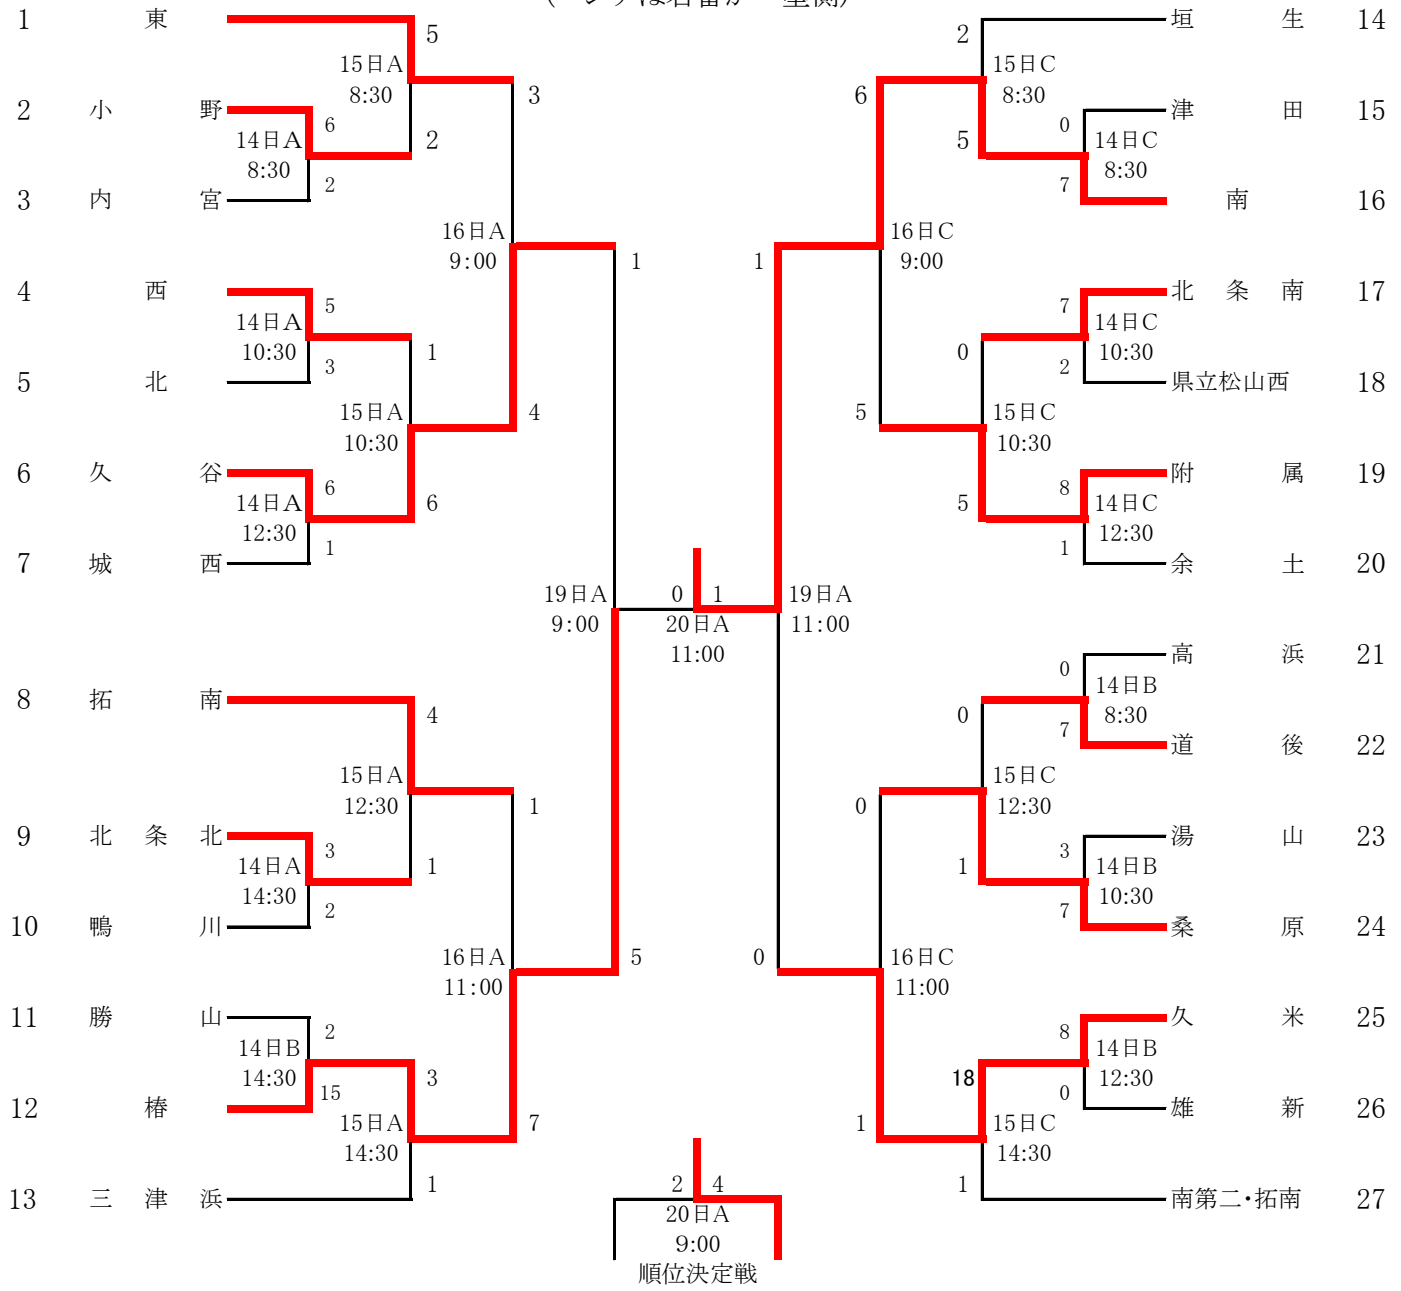 (ベンチは若番が一塁側)
1 東
2 小野
3 内宮
4 西
5 北
6 久谷
7 城西
8 拓南
9 北条北
10 鴨川
11 勝山
12 椿
13 三津浜
6
14日A
8:30
2
5
14日A
10:30
3
6
14日A
12:30
1
3
14日A
14:30
2
2
14日B
14:30
15
5
15日A
8:30
2
1
15日A
10:30
6
4
15日A
12:30
1
3
15日A
14:30
1
3
16日A
9:00
4
1
16日A
11:00
7
1
19日A
9:00
5
0 1
20日A
11:00
2 4
20日A
9:00
順位決定戦
1
19日A
11:00
0
6
16日C
9:00
5
0
16日C
11:00
1
2
15日C
8:30
5
0
15日C
10:30
5
0
15日C
12:30
1
18
15日C
14:30
1
0
14日C
8:30
7
7
14日C
10:30
2
8
14日C
12:30
1
0
14日B
8:30
7
3
14日B
10:30
7
8
14日B
12:30
0
垣生 14
津田 15
南 16
北条南 17
県立松山西 18
附属 19
余土 20
高浜 21
道後 22
湯山 23
桑原 24
久米 25
雄新 26
南第二・拓南 27